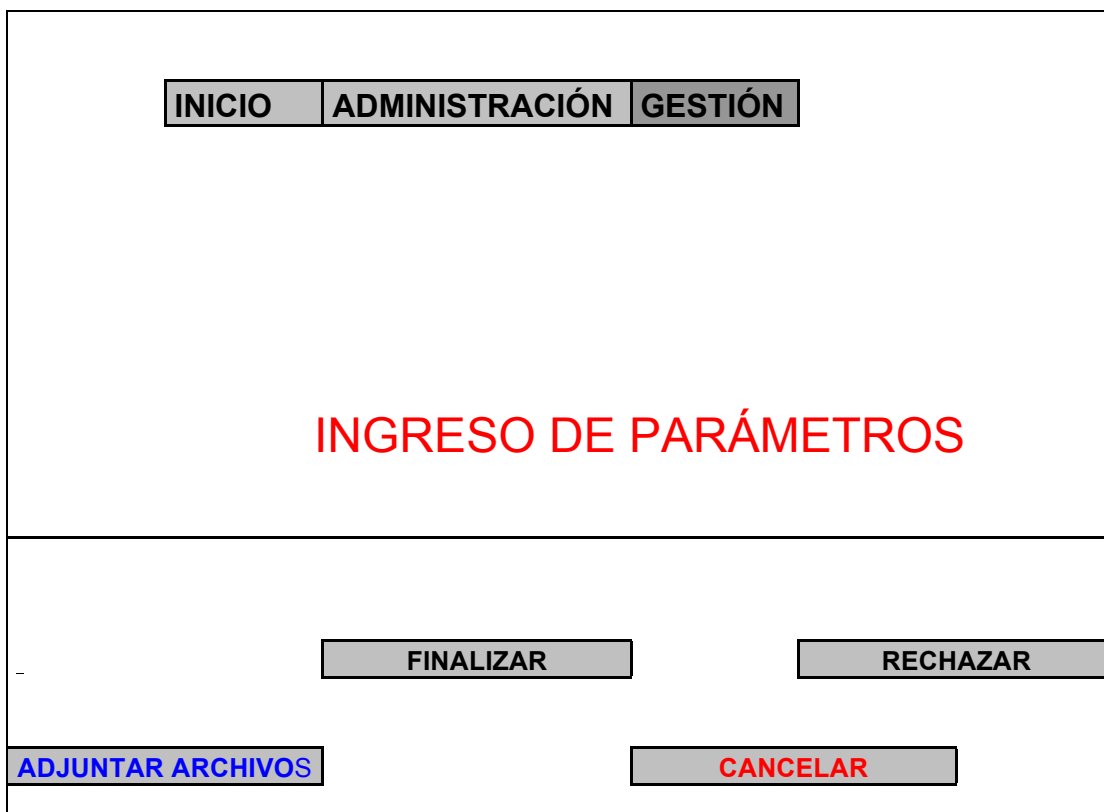 INICIO ADMINISTRACIÓN GESTIÓN
INGRESO DE PARÁMETROS
_ FINALIZAR RECHAZAR
ADJUNTAR ARCHIVOS CANCELAR